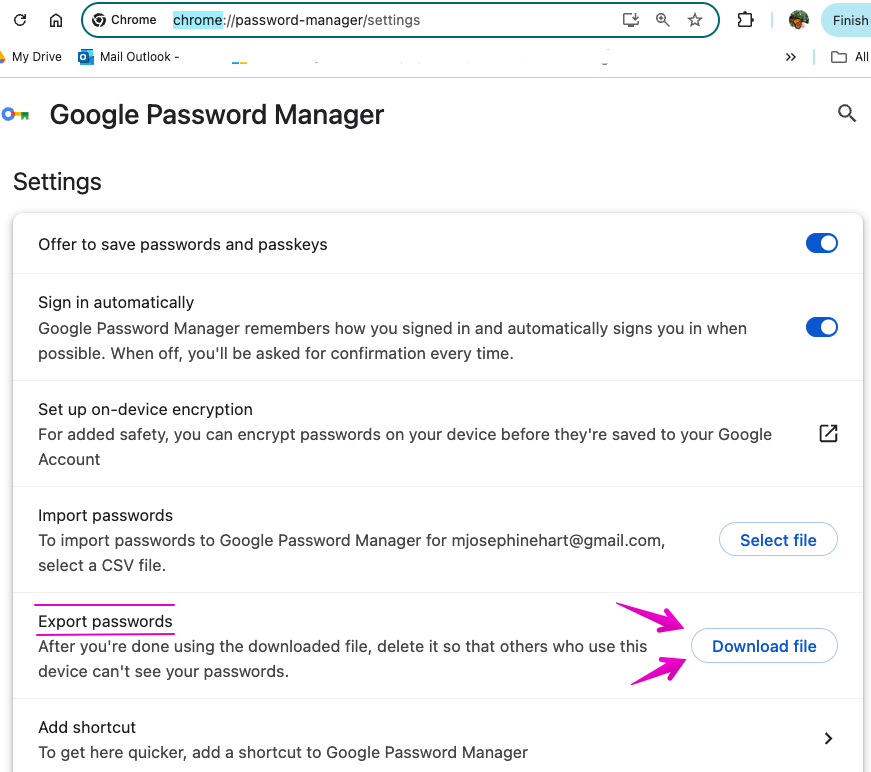 Chrome chrome://password-manager/settings Finish
My Drive Mail Outlook - » All
Google Password Manager
Settings
Offer to save passwords and passkeys
Sign in automatically
Google Password Manager remembers how you signed in and automatically signs you in when
possible. When off, you'll be asked for confirmation every time.
Set up on-device encryption
For added safety, you can encrypt passwords on your device before they're saved to your Google
Account
Import passwords
To import passwords to Google Password Manager for mjosephinehart@gmail.com,
select a CSV file.
Select file
Export passwords
After you're done using the downloaded file, delete it so that others who use this
device can't see your passwords.
Download file
Add shortcut
To get here quicker, add a shortcut to Google Password Manager